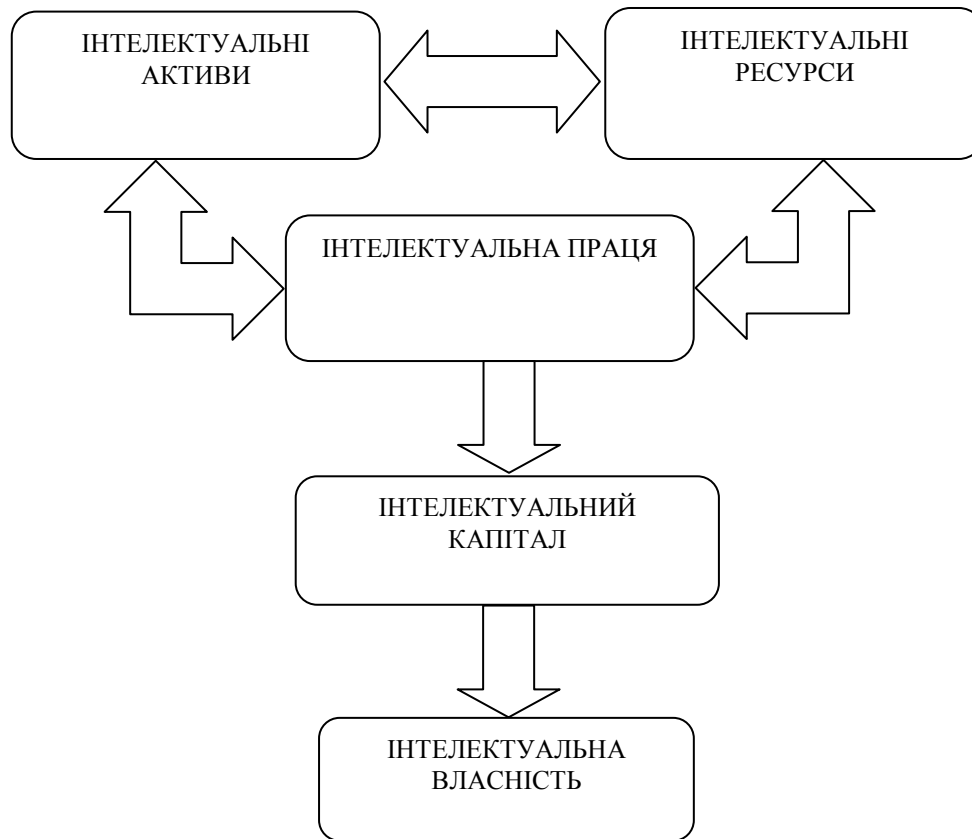 ІНТЕЛЕКТУАЛЬНІ
АКТИВИ
ІНТЕЛЕКТУАЛЬНІ
РЕСУРСИ
ІНТЕЛЕКТУАЛЬНА ПРАЦЯ
ІНТЕЛЕКТУАЛЬНИЙ
КАПІТАЛ
ІНТЕЛЕКТУАЛЬНА
ВЛАСНІСТЬ